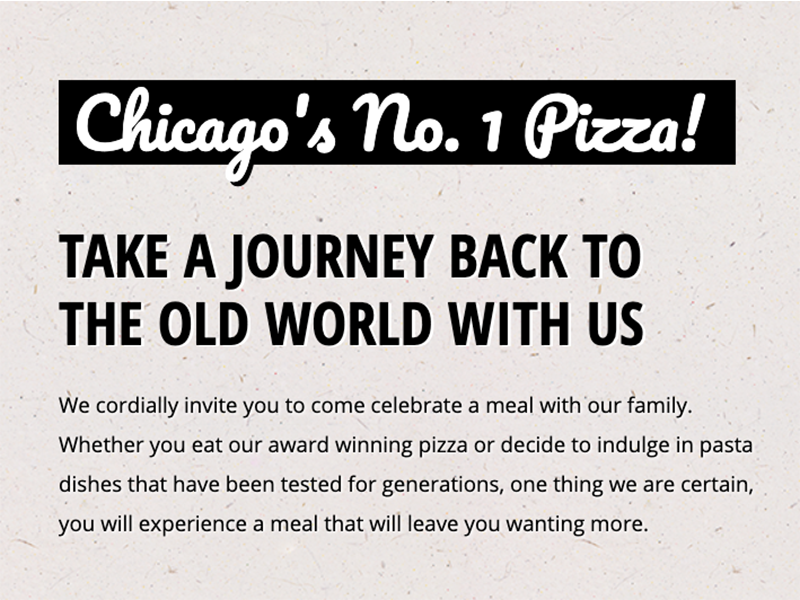 Chicago's No. 1 Pizza!
TAKE A JOURNEY BACK TO
THE OLD WORLD WITH US
We cordially invite you to come celebrate a meal with our family.
Whether you eat our award winning pizza or decide to indulge in pasta
dishes that have been tested for generations, one thing we are certain,
you will experience a meal that will leave you wanting more.